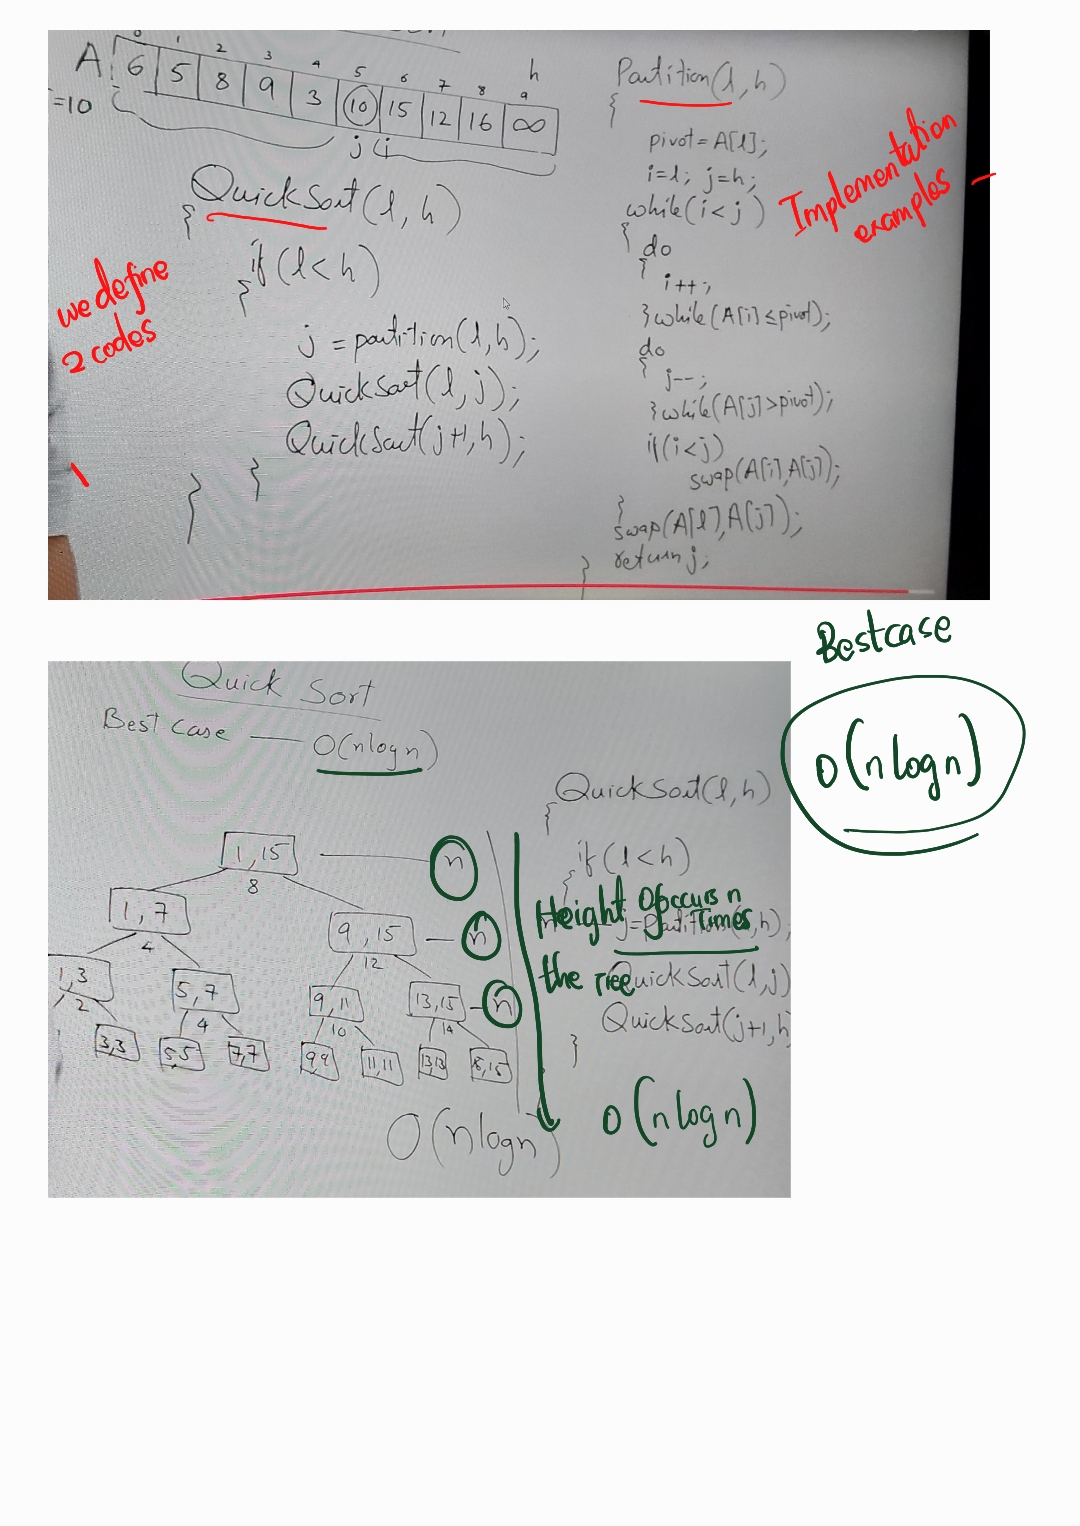 0 1 2 3 4 5 6 7 8 9 h
A 6 5 8 9 3 10 15 12 16 ∞
=10
j i
QuickSort(l, h)
{
if (l<h)
{
j = partition(l,h);
QuickSort(l,j);
QuickSort(j+1,h);
}
}
we define
2 codes
Partition(l,h)
{
pivot=A[l];
i=l; j=h;
while(i<j)
{ do
{
i++;
}while(A[i]≤pivot);
do
{
j--;
}while(A[j]>pivot);
if(i<j)
swap(A[i],A[j]);
}
swap(A[l],A[j]);
return j;
}
Implementation
examples –
Bestcase
O(n log n)
Quick Sort
Best Case — O(nlogn)
1,15 n
8
1,7 9,15 n
4 12
1,3 5,7 9,11 13,15 n
2 4 10 14
3,3 5,5 7,7 9,9 11,11 13,13 15,15
O(nlogn)
QuickSort(l,h)
{
if (l<h)
{
j=partition(l,h);
QuickSort(l,j)
QuickSort(j+1,h
}
Height Of
the Tree
occurs n
Times
O(n log n)